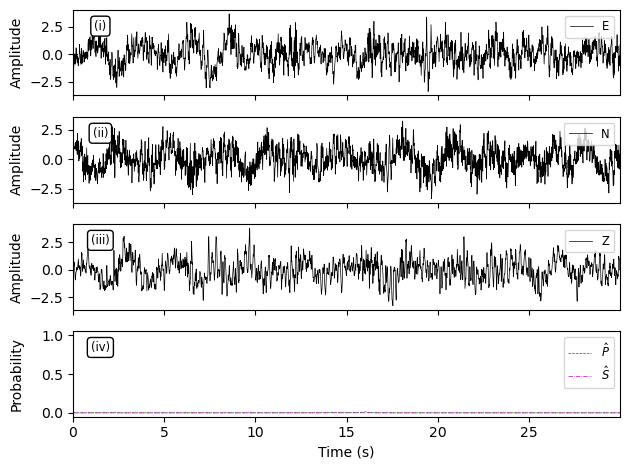 2.5
0.0
−2.5
Amplitude
(i)
E
2.5
0.0
−2.5
Amplitude
(ii)
N
2.5
0.0
−2.5
Amplitude
(iii)
Z
1.0
0.5
0.0
Probability
(iv)
P̂
Ŝ
0 5 10 15 20 25
Time (s)